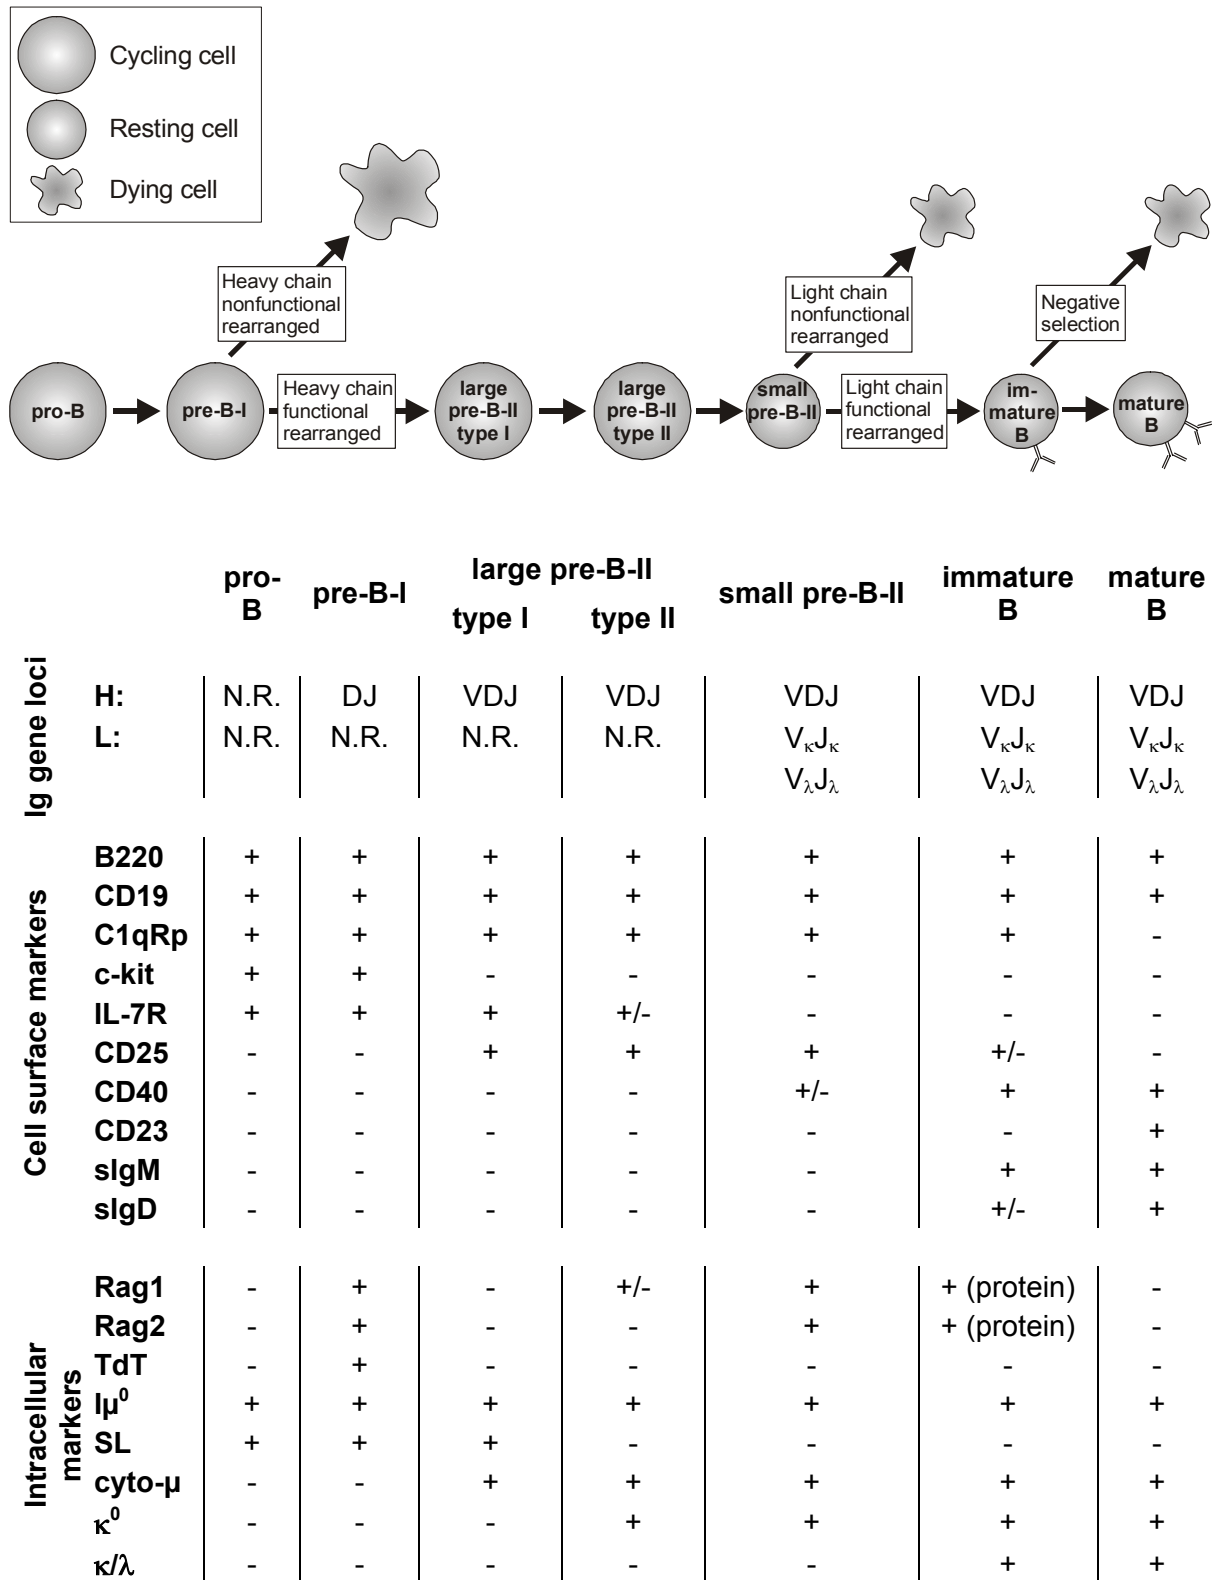 Cycling cell
Resting cell
Dying cell
Heavy chain
nonfunctional
rearranged
Light chain
nonfunctional
rearranged
Negative
selection
pro-B
pre-B-I
Heavy chain
functional
rearranged
large
pre-B-II
type I
large
pre-B-II
type II
small
pre-B-II
Light chain
functional
rearranged
im-
mature
B
mature
B
pro-
B
pre-B-I
large pre-B-II
type I type II
small pre-B-II
immature
B
mature
B
Ig gene loci
H: N.R. DJ VDJ VDJ VDJ VDJ VDJ
L: N.R. N.R. N.R. N.R. VκJκ VκJκ VκJκ
VλJλ VλJλ VλJλ
Cell surface markers
B220 + + + + + + +
CD19 + + + + + + +
C1qRp + + + + + + -
c-kit + + - - - - -
IL-7R + + + +/- - - -
CD25 - - + + + +/- -
CD40 - - - - +/- + +
CD23 - - - - - - +
sIgM - - - - - + +
sIgD - - - - - +/- +
Intracellular
markers
Rag1 - + - +/- + + (protein) -
Rag2 - + - - + + (protein) -
TdT - + - - - - -
Iμ⁰ + + + + + + +
SL + + + - - - -
cyto-μ - - + + + + +
κ⁰ - - - + + + +
κ/λ - - - - - + +